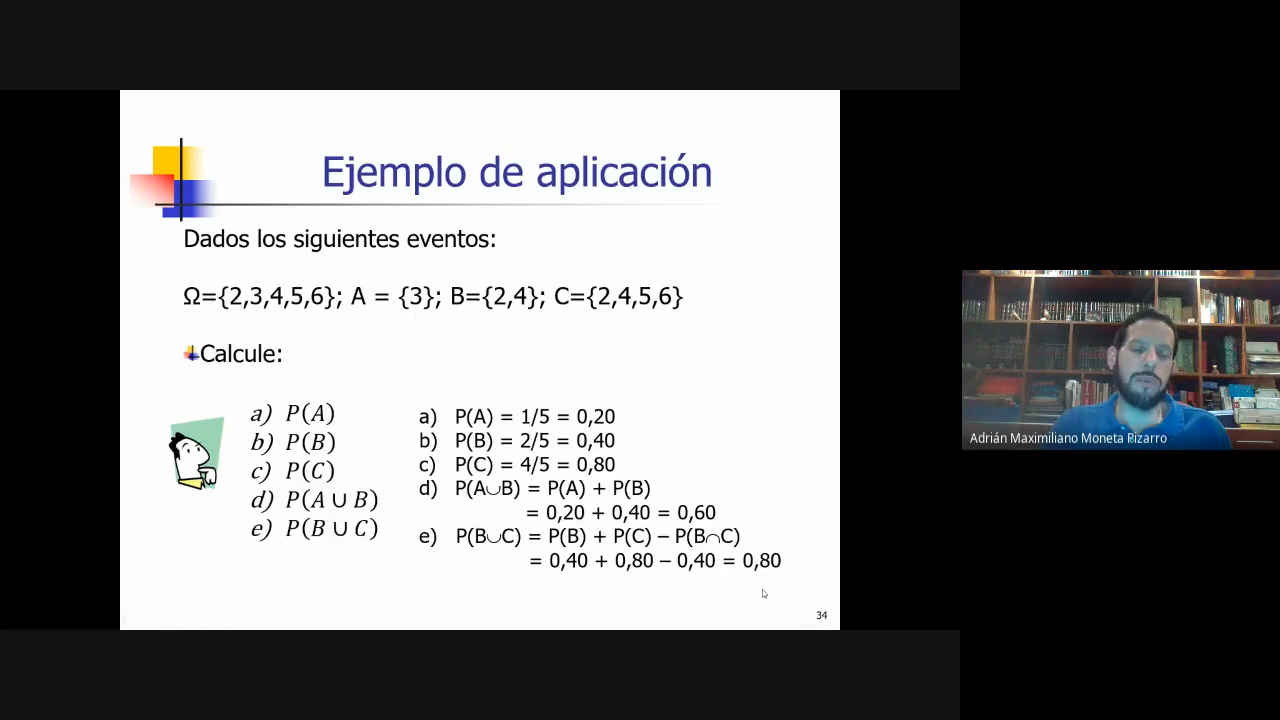 Ejemplo de aplicación
Dados los siguientes eventos:
Ω={2,3,4,5,6}; A = {3}; B={2,4}; C={2,4,5,6}
Calcule:
a) P(A)
b) P(B)
c) P(C)
d) P(A ∪ B)
e) P(B ∪ C)
a) P(A) = 1/5 = 0,20
b) P(B) = 2/5 = 0,40
c) P(C) = 4/5 = 0,80
d) P(A∪B) = P(A) + P(B)
= 0,20 + 0,40 = 0,60
e) P(B∪C) = P(B) + P(C) – P(B∩C)
= 0,40 + 0,80 – 0,40 = 0,80
34
Adrián Maximiliano Moneta Pizarro